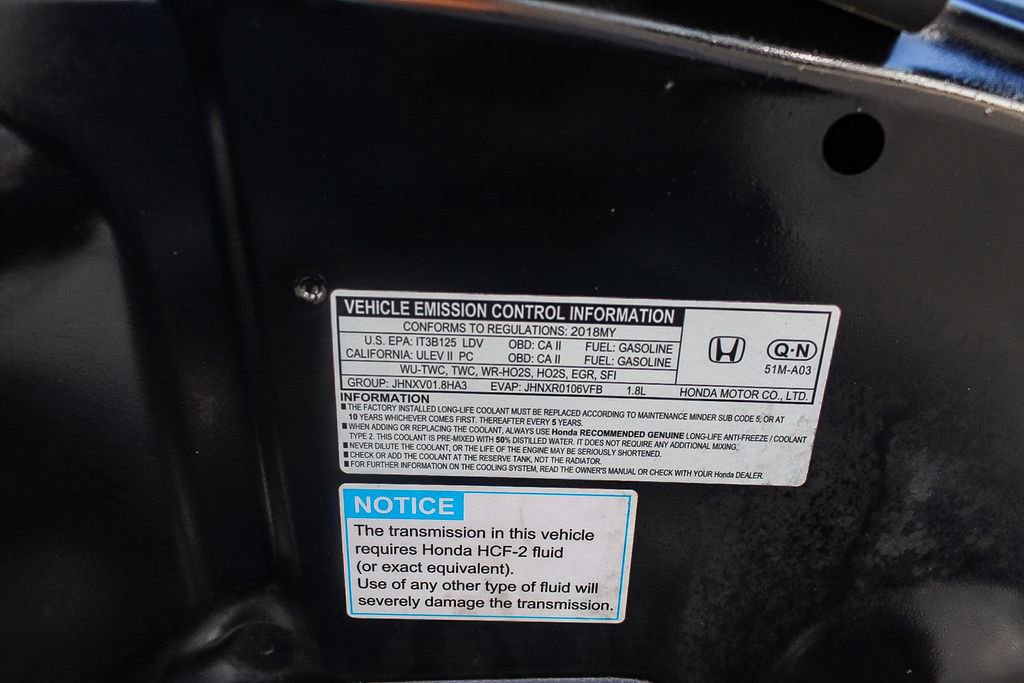 VEHICLE EMISSION CONTROL INFORMATION
CONFORMS TO REGULATIONS: 2018MY
U.S. EPA: IT3B125 LDV OBD: CA II FUEL: GASOLINE
CALIFORNIA: ULEV II PC OBD: CA II FUEL: GASOLINE
WU-TWC, TWC, WR-HO2S, HO2S, EGR, SFI
GROUP: JHNXV01.8HA3 EVAP: JHNXR0106VFB 1.8L
Q·N
51M-A03
HONDA MOTOR CO., LTD.
INFORMATION
■ THE FACTORY INSTALLED LONG-LIFE COOLANT MUST BE REPLACED ACCORDING TO MAINTENANCE MINDER SUB CODE 5, OR AT
10 YEARS WHICHEVER COMES FIRST. THEREAFTER EVERY 5 YEARS.
■ WHEN ADDING OR REPLACING THE COOLANT, ALWAYS USE Honda RECOMMENDED GENUINE LONG-LIFE ANTI-FREEZE / COOLANT
TYPE 2. THIS COOLANT IS PRE-MIXED WITH 50% DISTILLED WATER. IT DOES NOT REQUIRE ANY ADDITIONAL MIXING.
■ NEVER DILUTE THE COOLANT, OR THE LIFE OF THE ENGINE MAY BE SERIOUSLY SHORTENED.
■ CHECK OR ADD THE COOLANT AT THE RESERVE TANK, NOT THE RADIATOR.
■ FOR FURTHER INFORMATION ON THE COOLING SYSTEM, READ THE OWNER'S MANUAL OR CHECK WITH YOUR Honda DEALER.
NOTICE
The transmission in this vehicle
requires Honda HCF-2 fluid
(or exact equivalent).
Use of any other type of fluid will
severely damage the transmission.